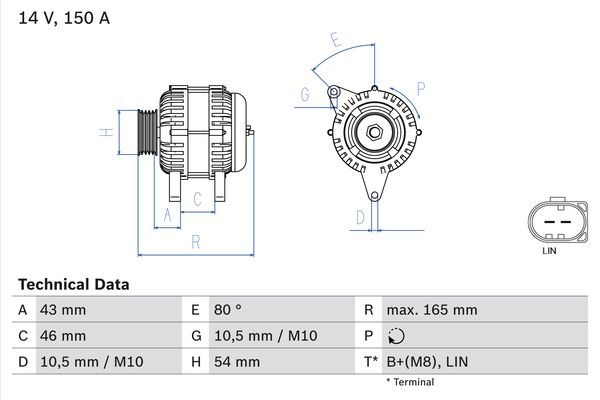 14 V, 150 A
E
P
G
H
C
A
D
R
LIN
Technical Data
A 43 mm E 80 ° R max. 165 mm
C 46 mm G 10,5 mm / M10 P
D 10,5 mm / M10 H 54 mm T* B+(M8), LIN
* Terminal